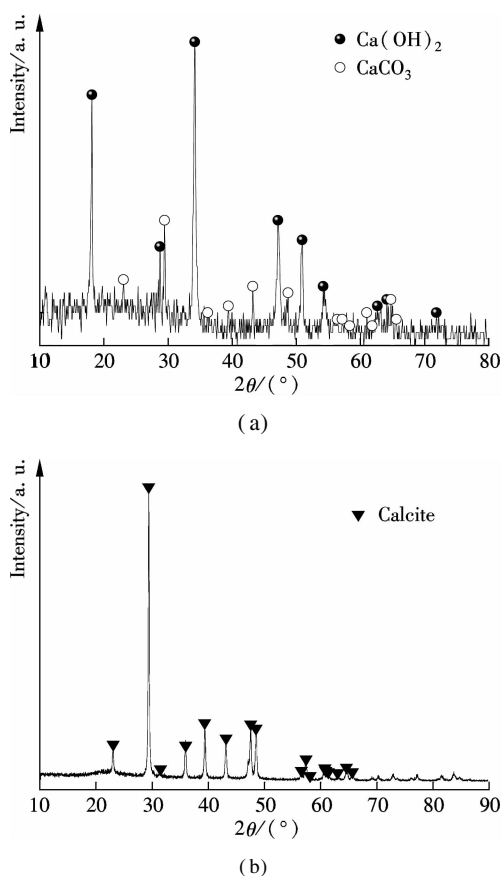 Intensity/a. u.
Ca(OH)₂
CaCO₃
10 20 30 40 50 60 70 80
2θ/(°)
(a)
Intensity/a. u.
Calcite
10 20 30 40 50 60 70 80 90
2θ/(°)
(b)